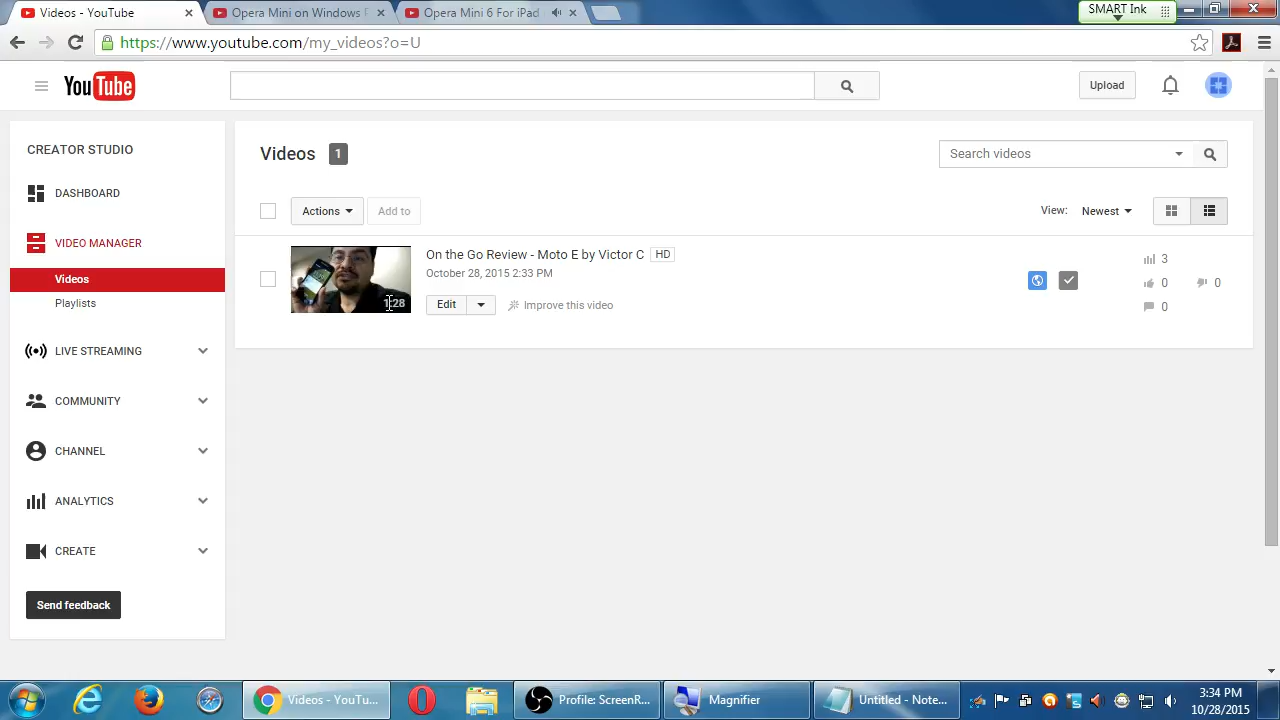 Videos - YouTube
Opera Mini on Windows
Opera Mini 6 For iPad
SMART Ink
https://www.youtube.com/my_videos?o=U
YouTube
Upload
CREATOR STUDIO
DASHBOARD
VIDEO MANAGER
Videos
Playlists
LIVE STREAMING
COMMUNITY
CHANNEL
ANALYTICS
CREATE
Send feedback
Videos 1
Search videos
Actions
Add to
View: Newest
On the Go Review - Moto E by Victor C HD
October 28, 2015 2:33 PM
1:28
Edit
Improve this video
3
0
0
0
Videos - YouTu...
Profile: ScreenR...
Magnifier
Untitled - Note...
3:34 PM
10/28/2015